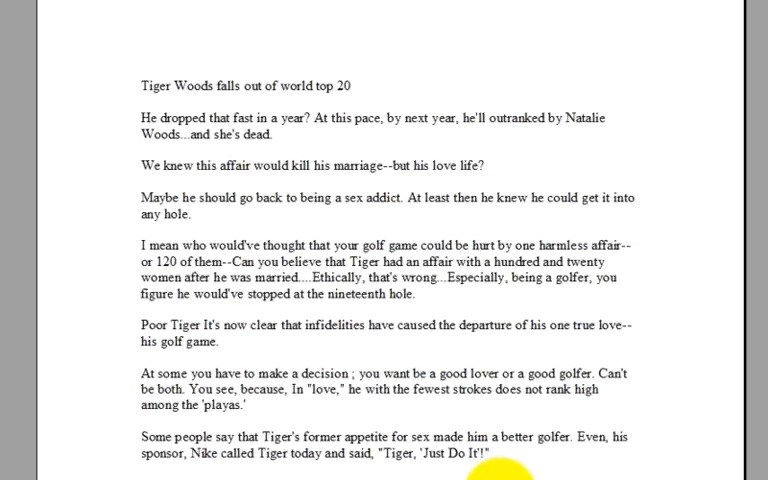 Tiger Woods falls out of world top 20
He dropped that fast in a year? At this pace, by next year, he'll outranked by Natalie
Woods...and she's dead.
We knew this affair would kill his marriage--but his love life?
Maybe he should go back to being a sex addict. At least then he knew he could get it into
any hole.
I mean who would've thought that your golf game could be hurt by one harmless affair--
or 120 of them--Can you believe that Tiger had an affair with a hundred and twenty
women after he was married....Ethically, that's wrong...Especially, being a golfer, you
figure he would've stopped at the nineteenth hole.
Poor Tiger It's now clear that infidelities have caused the departure of his one true love--
his golf game.
At some you have to make a decision ; you want be a good lover or a good golfer. Can't
be both. You see, because, In "love," he with the fewest strokes does not rank high
among the 'playas.'
Some people say that Tiger's former appetite for sex made him a better golfer. Even, his
sponsor, Nike called Tiger today and said, "Tiger, 'Just Do It'!"